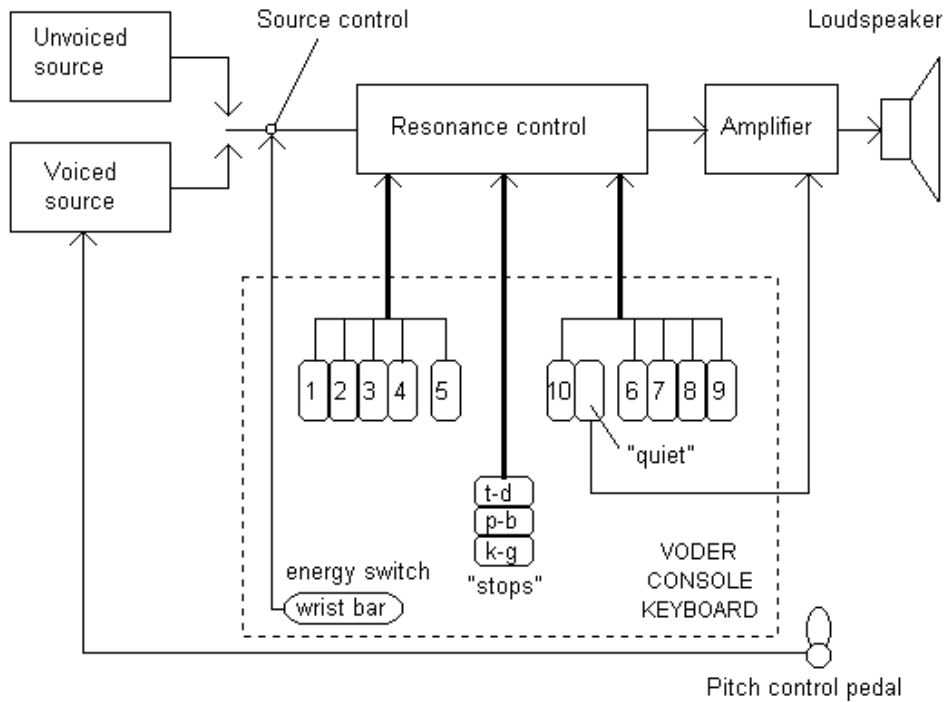 Source control
Loudspeaker
Unvoiced
source
Resonance control
Amplifier
Voiced
source
1 2 3 4 5
10 6 7 8 9
"quiet"
t-d
p-b
k-g
"stops"
energy switch
wrist bar
VODER
CONSOLE
KEYBOARD
Pitch control pedal